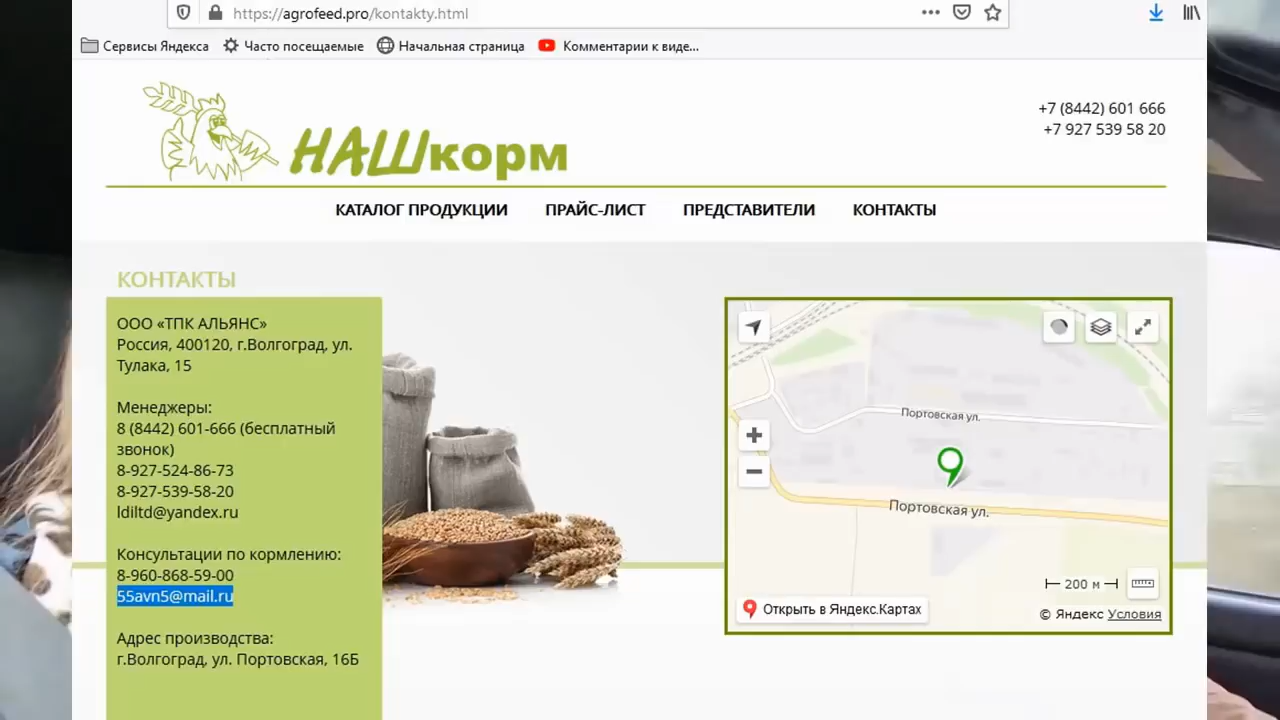 https://agrofeed.pro/kontakty.html
Сервисы Яндекса Часто посещаемые Начальная страница Комментарии к виде...
НАШкорм
+7 (8442) 601 666
+7 927 539 58 20
КАТАЛОГ ПРОДУКЦИИ ПРАЙС-ЛИСТ ПРЕДСТАВИТЕЛИ КОНТАКТЫ
КОНТАКТЫ
ООО «ТПК АЛЬЯНС»
Россия, 400120, г.Волгоград, ул.
Тулака, 15
Менеджеры:
8 (8442) 601-666 (бесплатный
звонок)
8-927-524-86-73
8-927-539-58-20
ldiltd@yandex.ru
Консультации по кормлению:
8-960-868-59-00
55avn5@mail.ru
Адрес производства:
г.Волгоград, ул. Портовская, 16Б
Портовская ул.
Портовская ул.
200 м
Открыть в Яндекс.Картах
© Яндекс Условия